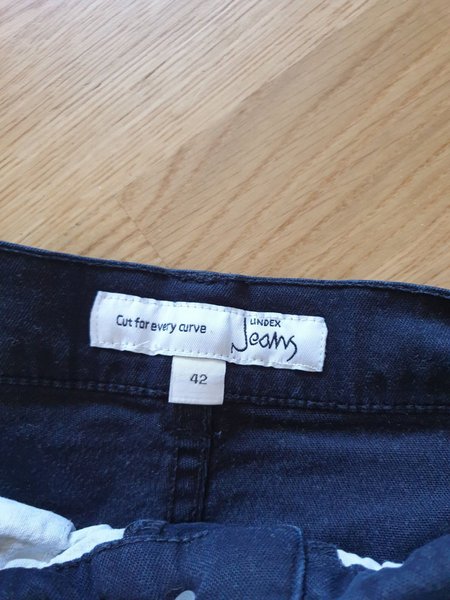 Cut for every curve
LINDEX
Jeans
42